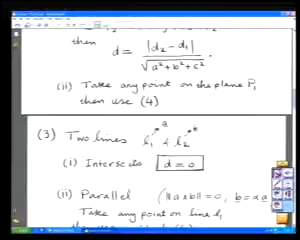 then d = |d₂ - d₁| / √(a² + b² + c²) .
(ii) Take any point on the plane P₁
then use (4)
(3) Two lines l₁ & l₂
(i) Intersects d = 0
(ii) Parallel (‖a×b‖ = 0, b = αa
Take any point on line l₁